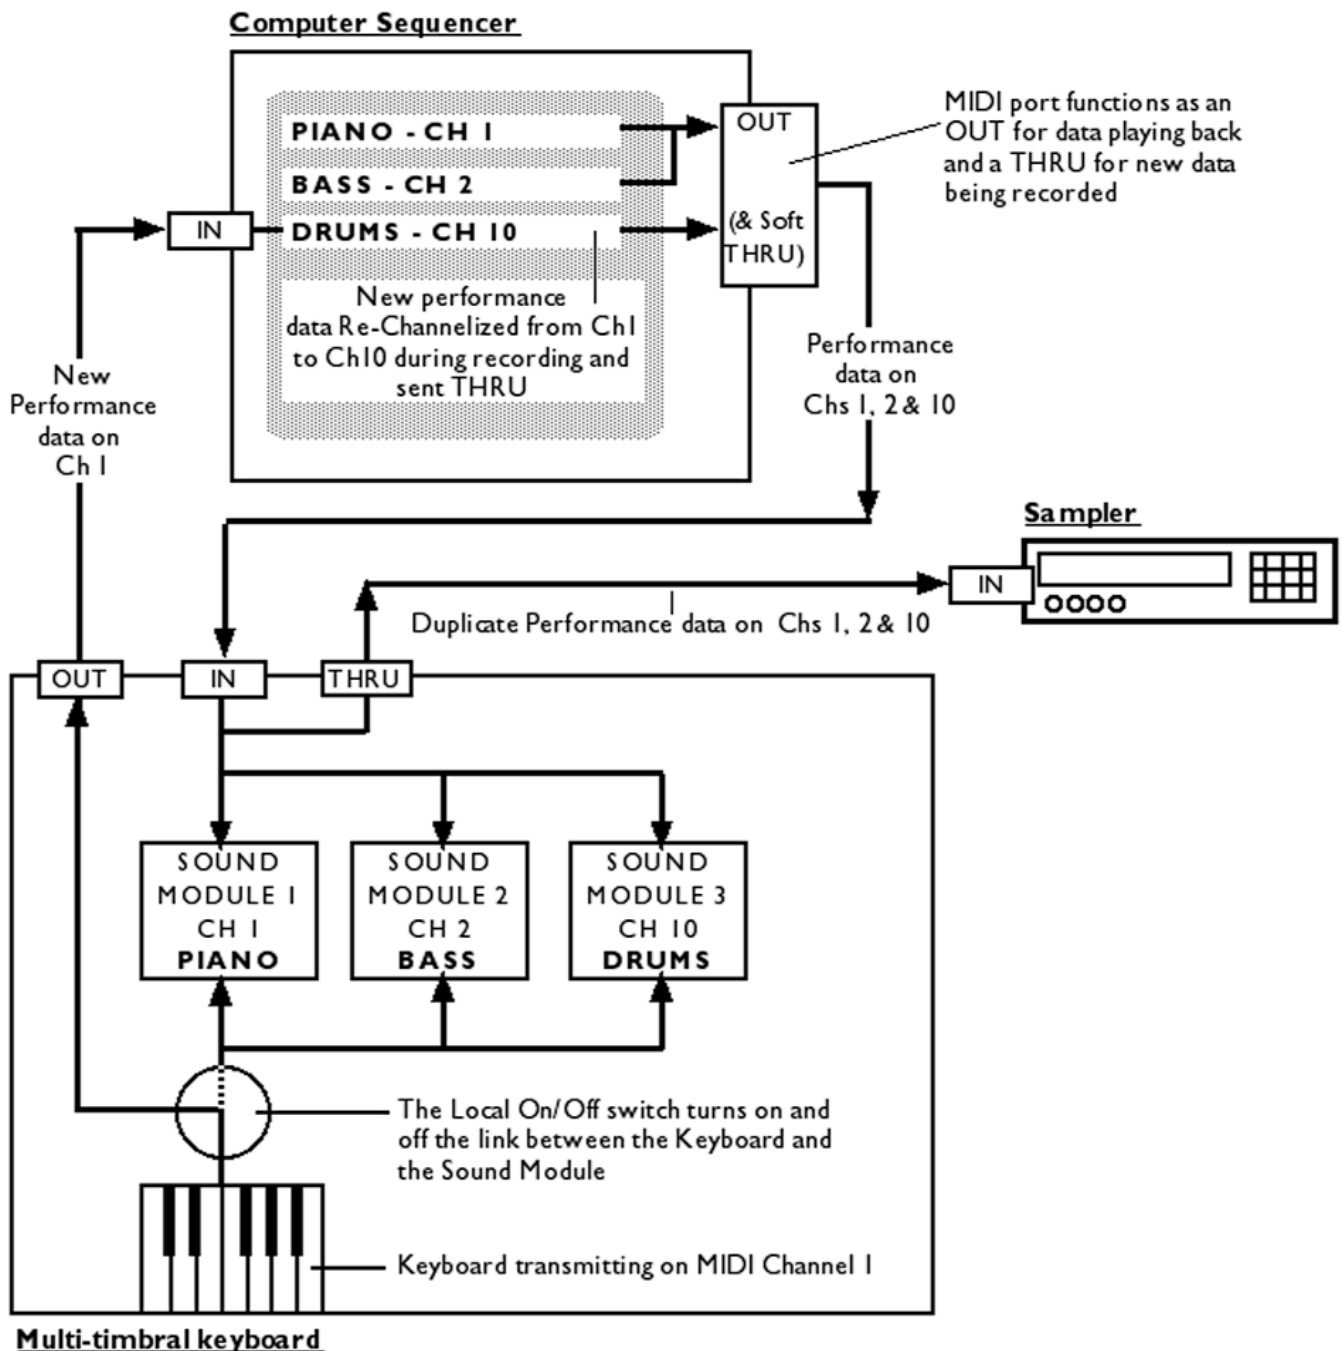 Computer Sequencer
PIANO - CH 1
BASS - CH 2
DRUMS - CH 10
IN
OUT
(& Soft
THRU)
MIDI port functions as an
OUT for data playing back
and a THRU for new data
being recorded
New performance
data Re-Channelized from Ch1
to Ch10 during recording and
sent THRU
New
Performance
data on
Ch 1
Performance
data on
Chs 1, 2 & 10
Sampler
IN
Duplicate Performance data on Chs 1, 2 & 10
OUT
IN
THRU
SOUND
MODULE 1
CH 1
PIANO
SOUND
MODULE 2
CH 2
BASS
SOUND
MODULE 3
CH 10
DRUMS
The Local On/Off switch turns on and
off the link between the Keyboard and
the Sound Module
Keyboard transmitting on MIDI Channel 1
Multi-timbral keyboard